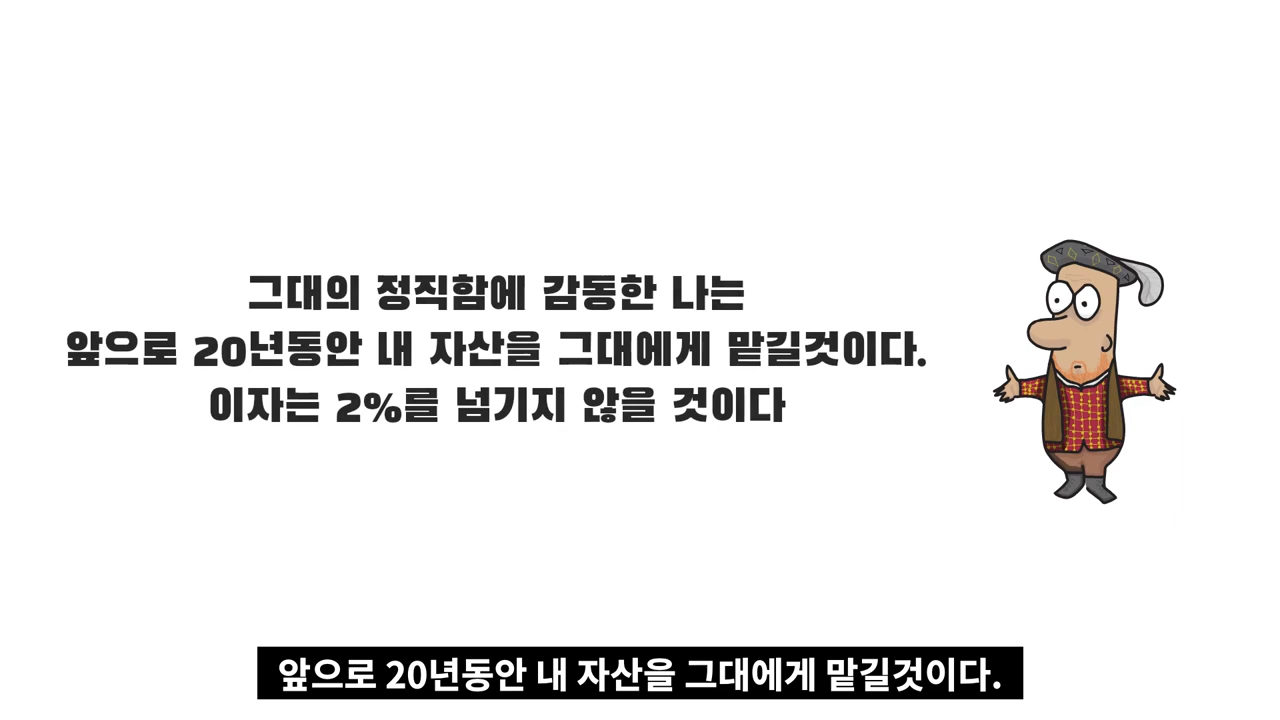 그대의 정직함에 감동한 나는
앞으로 20년동안 내 자산을 그대에게 맡길것이다.
이자는 2%를 넘기지 않을 것이다
앞으로 20년동안 내 자산을 그대에게 맡길것이다.